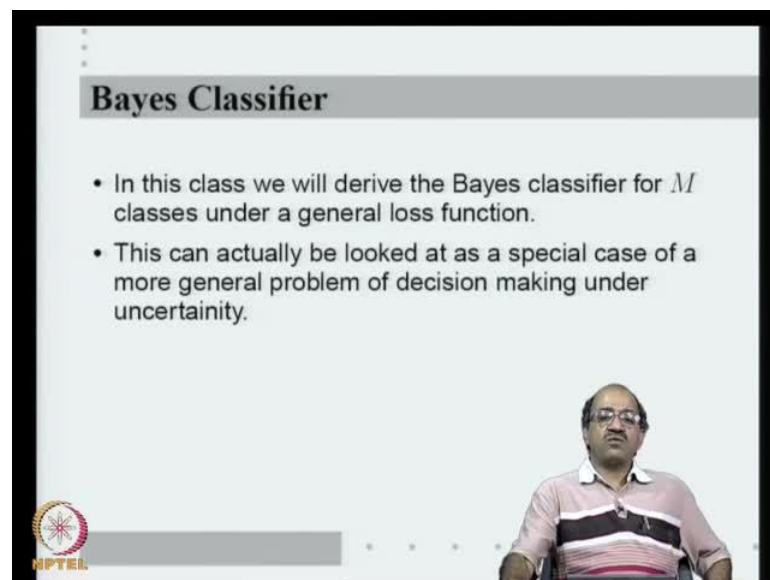 Bayes Classifier
• In this class we will derive the Bayes classifier for M
classes under a general loss function.
• This can actually be looked at as a special case of a
more general problem of decision making under
uncertainity.
NPTEL